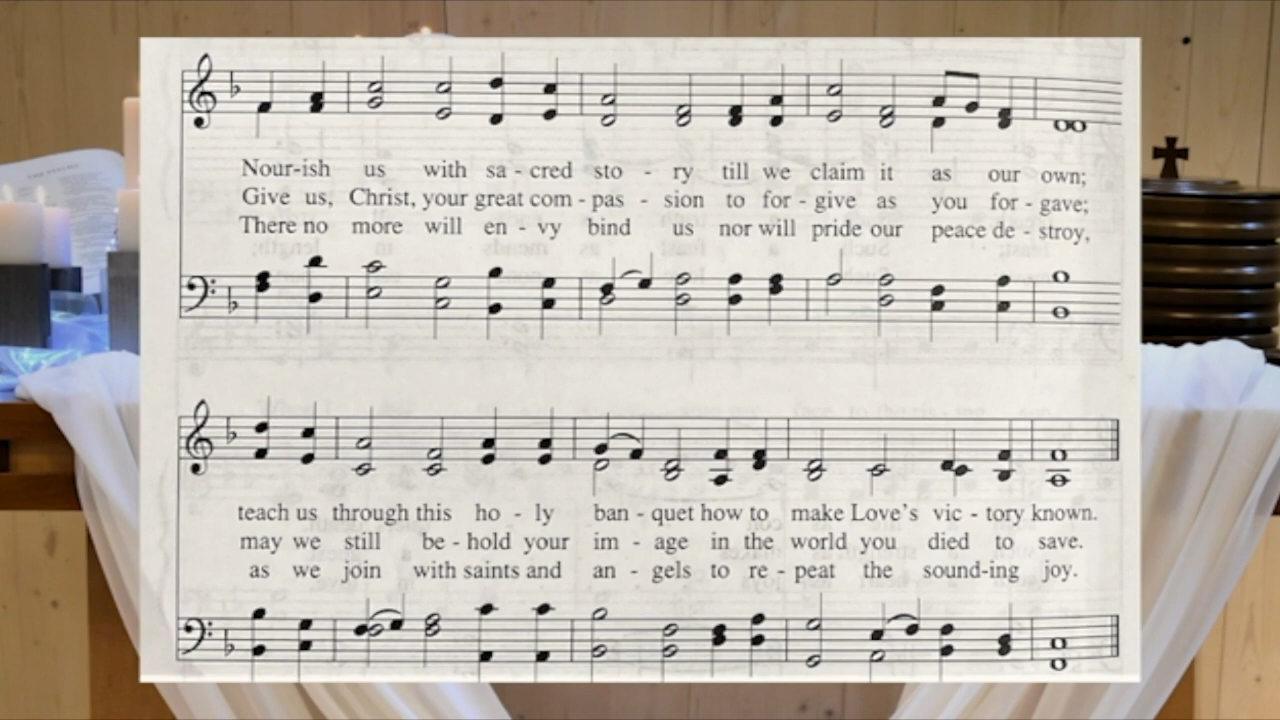 Nour-ish us with sa - cred sto - ry till we claim it as our own;
Give us, Christ, your great com - pas - sion to for - give as you for - gave;
There no more will en - vy bind us nor will pride our peace de - stroy,
teach us through this ho - ly ban - quet how to make Love's vic - tory known.
may we still be - hold your im - age in the world you died to save.
as we join with saints and an - gels to re - peat the sound-ing joy.